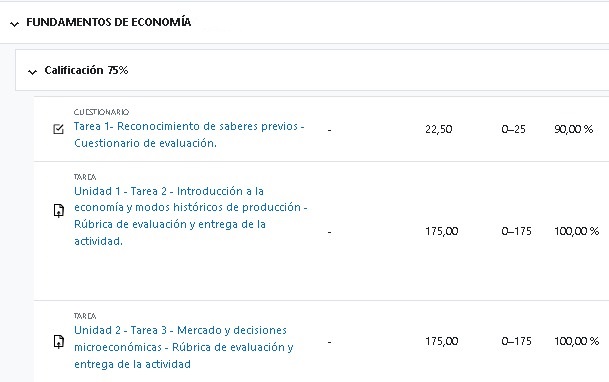 FUNDAMENTOS DE ECONOMÍA
Calificación 75%
CUESTIONARIO
Tarea 1- Reconocimiento de saberes previos -
Cuestionario de evaluación.
- 22,50 0–25 90,00 %
TAREA
Unidad 1 - Tarea 2 - Introducción a la
economía y modos históricos de producción -
Rúbrica de evaluación y entrega de la
actividad.
- 175,00 0–175 100,00 %
TAREA
Unidad 2 - Tarea 3 - Mercado y decisiones
microeconómicas - Rúbrica de evaluación y
entrega de la actividad
- 175,00 0–175 100,00 %